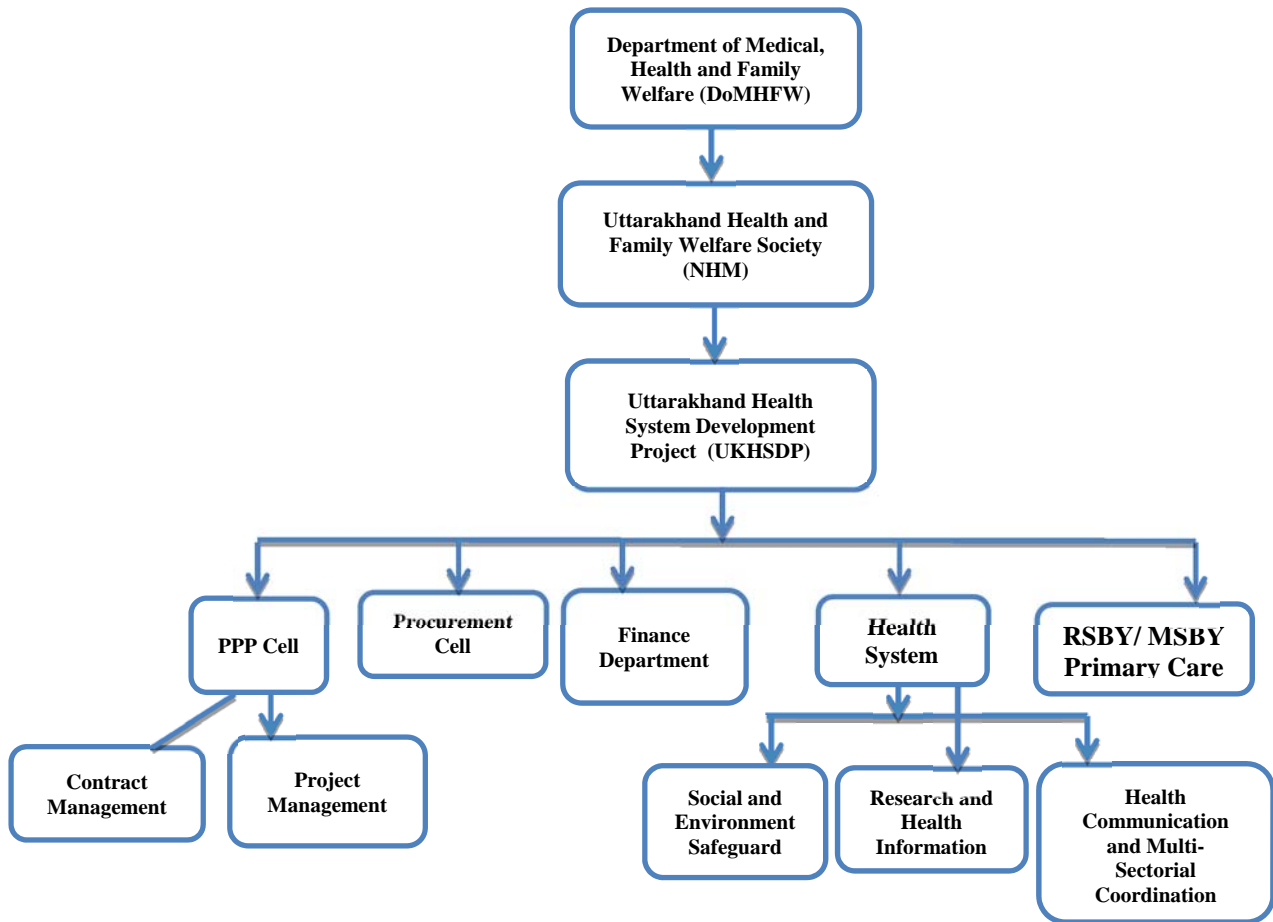 Department of Medical,
Health and Family
Welfare (DoMHFW)
Uttarakhand Health and
Family Welfare Society
(NHM)
Uttarakhand Health
System Development
Project (UKHSDP)
PPP Cell
Procurement
Cell
Finance
Department
Health
System
RSBY/ MSBY
Primary Care
Contract
Management
Project
Management
Social and
Environment
Safeguard
Research and
Health
Information
Health
Communication
and Multi-
Sectorial
Coordination